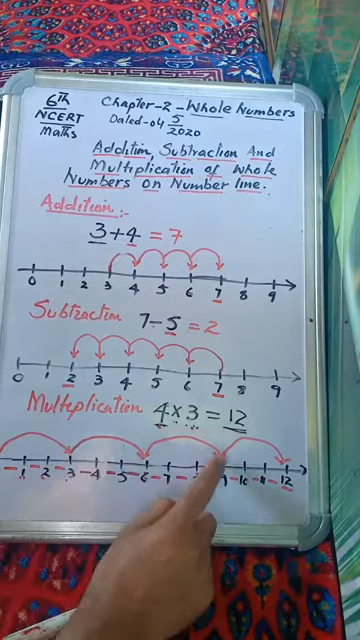 6th
NCERT
Maths
Chapter-2 - Whole Numbers
Dated-04 5/2020
Addition, Subtraction And
Multiplication of Whole
Numbers on Number line.
Addition:-
3+4=7
0 1 2 3 4 5 6 7 8 9
Subtraction 7-5=2
0 1 2 3 4 5 6 7 8 9
Multiplication 4×3=12
1 2 3 4 5 6 7 9 10 11 12